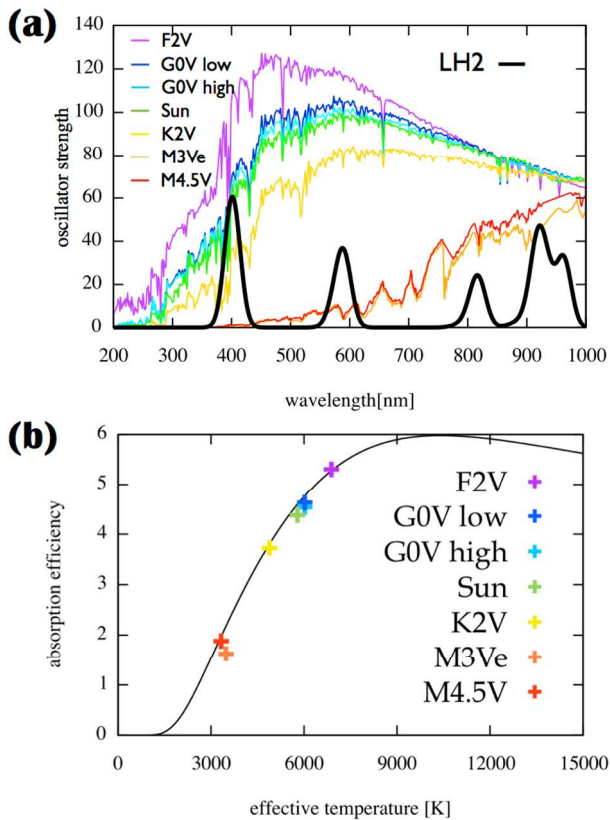 (a)
140
120
100
80
60
40
20
0
oscillator strength
F2V
G0V low
G0V high
Sun
K2V
M3Ve
M4.5V
LH2
200 300 400 500 600 700 800 900 1000
wavelength[nm]
(b)
6
5
4
3
2
1
0
absorption efficiency
F2V
G0V low
G0V high
Sun
K2V
M3Ve
M4.5V
0 3000 6000 9000 12000 15000
effective temperature [K]